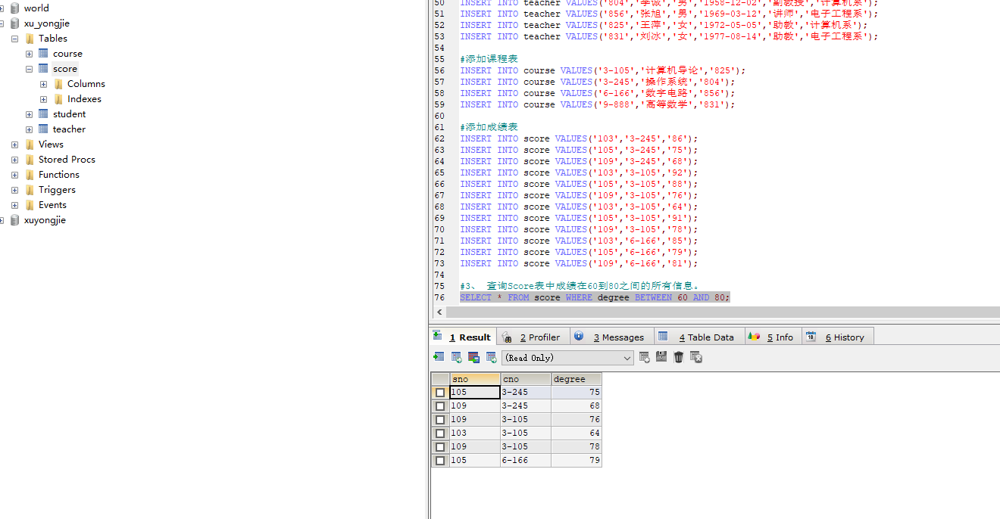 world
xu_yongjie
Tables
course
score
Columns
Indexes
student
teacher
Views
Stored Procs
Functions
Triggers
Events
xuyongjie
50 INSERT INTO teacher VALUES('804','李诚','男','1958-12-02','副教授','计算机系');
51 INSERT INTO teacher VALUES('856','张旭','男','1969-03-12','讲师','电子工程系');
52 INSERT INTO teacher VALUES('825','王萍','女','1972-05-05','助教','计算机系');
53 INSERT INTO teacher VALUES('831','刘冰','女','1977-08-14','助教','电子工程系');
54
55 #添加课程表
56 INSERT INTO course VALUES('3-105','计算机导论','825');
57 INSERT INTO course VALUES('3-245','操作系统','804');
58 INSERT INTO course VALUES('6-166','数字电路','856');
59 INSERT INTO course VALUES('9-888','高等数学','831');
60
61 #添加成绩表
62 INSERT INTO score VALUES('103','3-245','86');
63 INSERT INTO score VALUES('105','3-245','75');
64 INSERT INTO score VALUES('109','3-245','68');
65 INSERT INTO score VALUES('103','3-105','92');
66 INSERT INTO score VALUES('105','3-105','88');
67 INSERT INTO score VALUES('109','3-105','76');
68 INSERT INTO score VALUES('103','3-105','64');
69 INSERT INTO score VALUES('105','3-105','91');
70 INSERT INTO score VALUES('109','3-105','78');
71 INSERT INTO score VALUES('103','6-166','85');
72 INSERT INTO score VALUES('105','6-166','79');
73 INSERT INTO score VALUES('109','6-166','81');
74
75 #3、 查询Score表中成绩在60到80之间的所有信息。
76 SELECT * FROM score WHERE degree BETWEEN 60 AND 80;
1 Result 2 Profiler 3 Messages 4 Table Data 5 Info 18 6 History
(Read Only)
sno cno degree
105 3-245 75
109 3-245 68
109 3-105 76
103 3-105 64
109 3-105 78
105 6-166 79